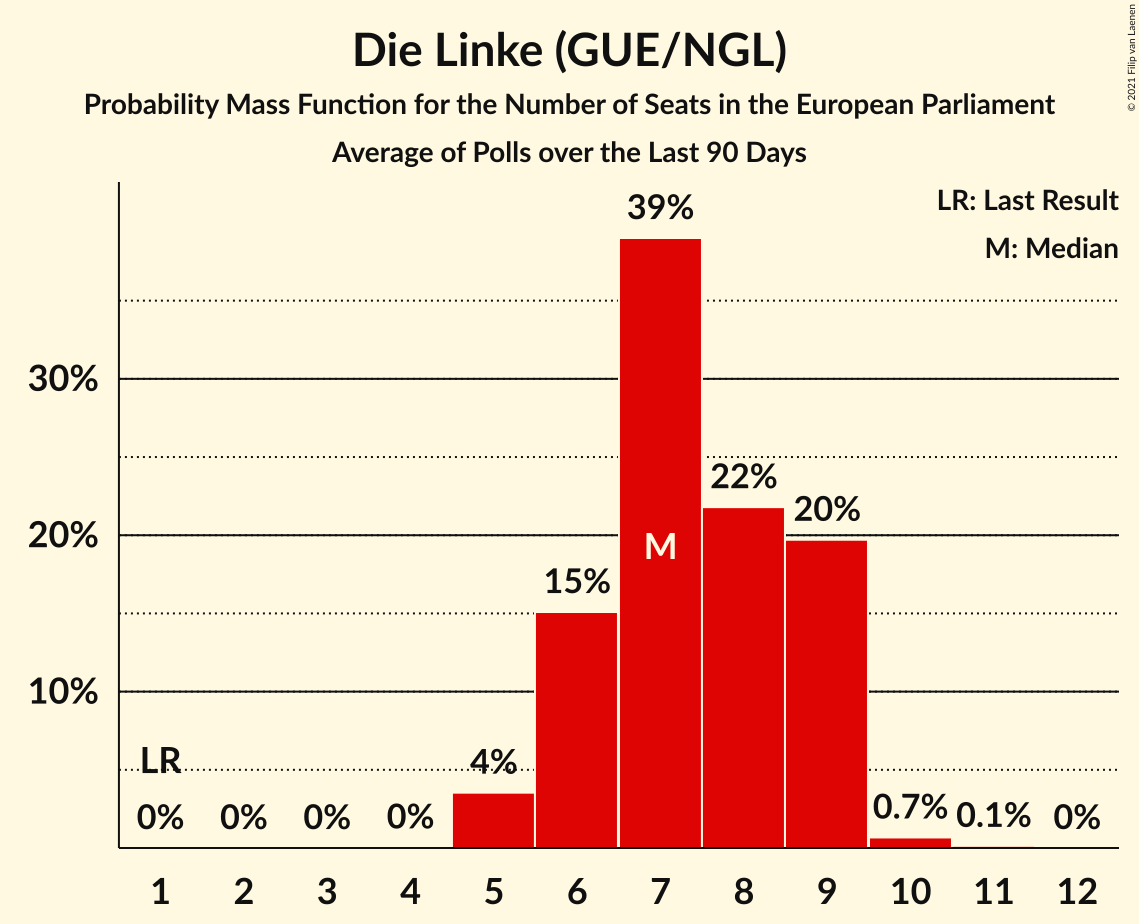 Die Linke (GUE/NGL)
Probability Mass Function for the Number of Seats in the European Parliament
Average of Polls over the Last 90 Days
© 2021 Filip van Laenen
LR: Last Result
M: Median
39%
30%
22%
20%
20%
M
15%
10%
LR
4%
0% 0% 0% 0% 0.7% 0.1% 0%
1 2 3 4 5 6 7 8 9 10 11 12